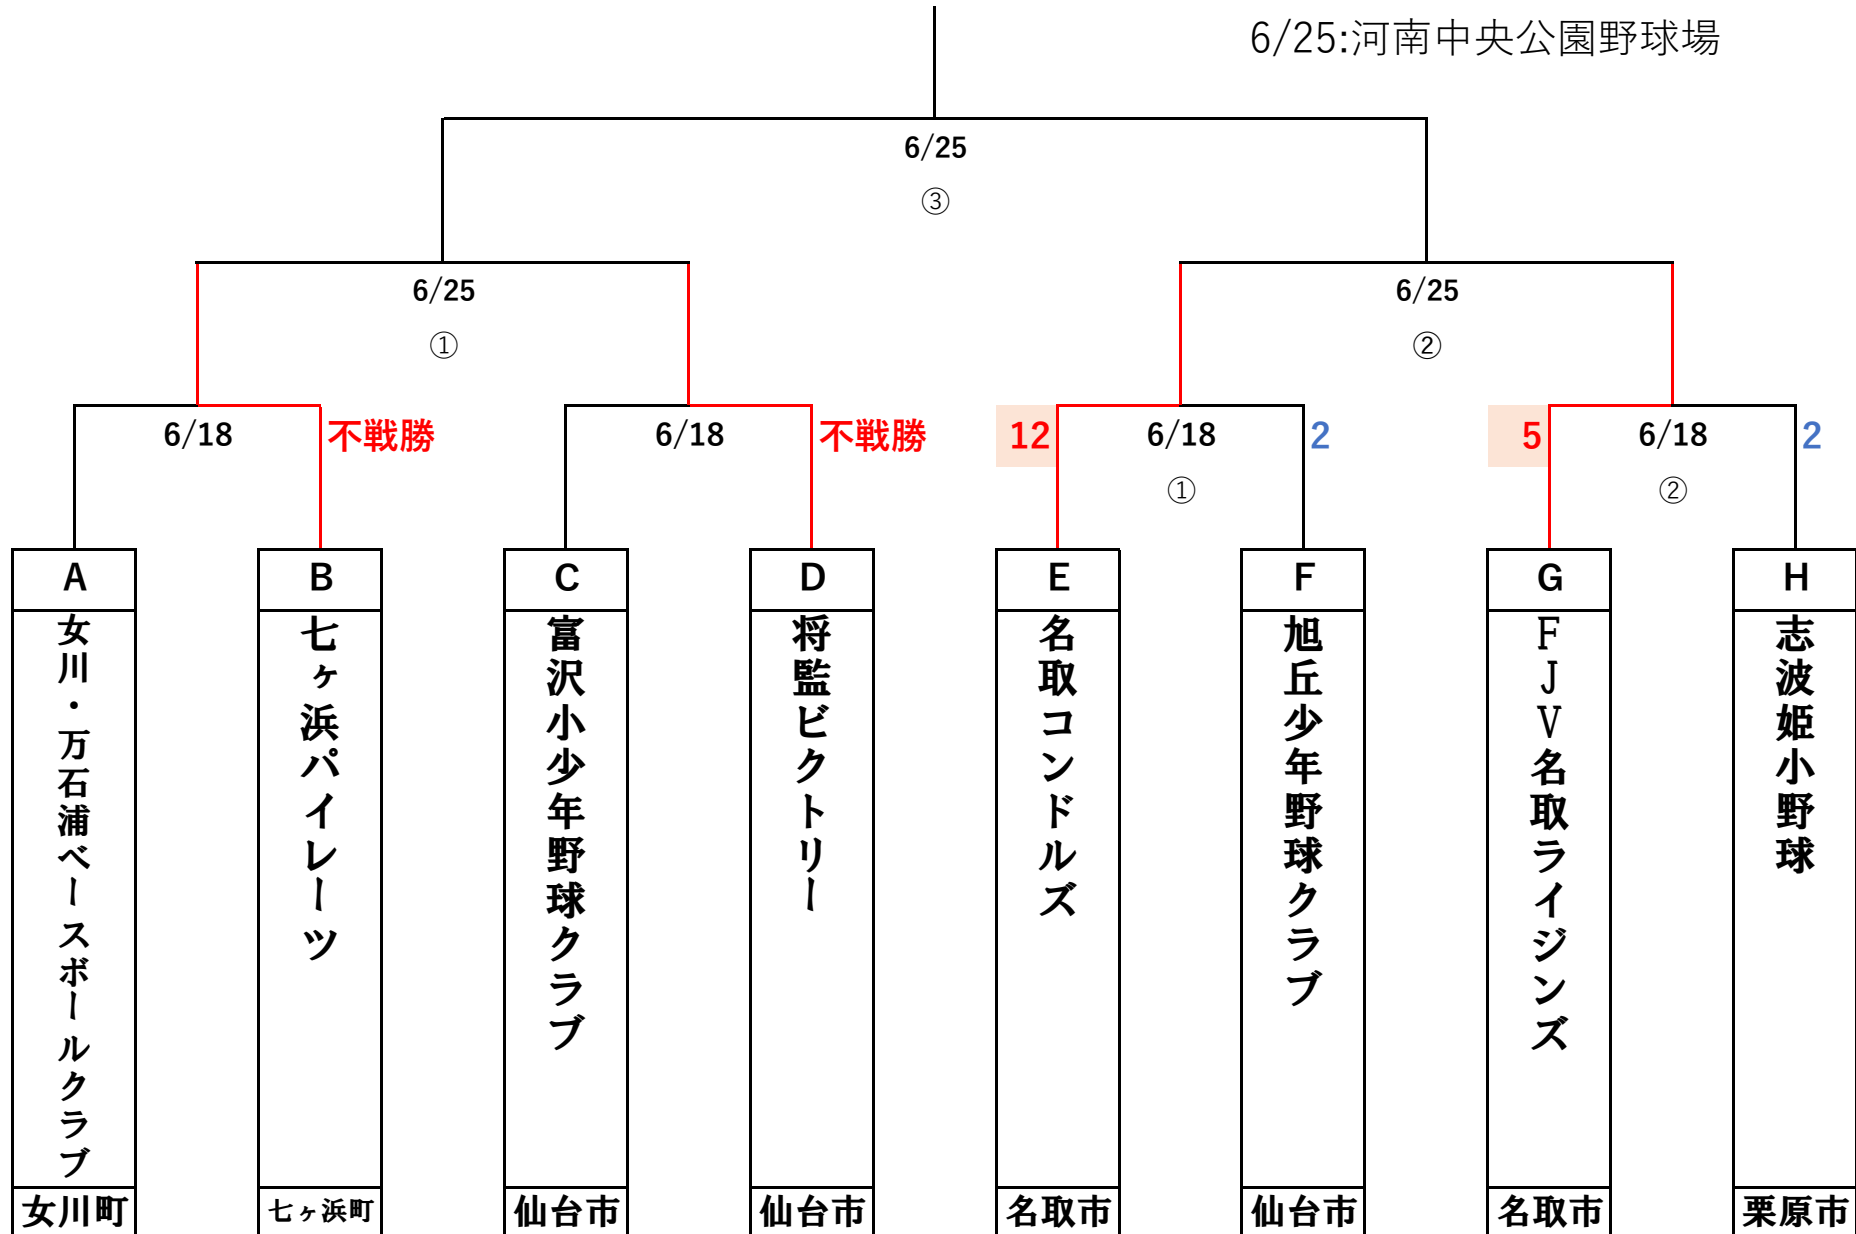 6/25:河南中央公園野球場
6/25
③
6/25
6/25
①
②
6/18
不戦勝
6/18
不戦勝
12
6/18
2
5
6/18
2
①
②
A
B
C
D
E
F
G
H
女川・万石浦ベースボールクラブ
七ヶ浜パイレーツ
富沢小少年野球クラブ
将監ビクトリー
名取コンドルズ
旭丘少年野球クラブ
FJV名取ライジンズ
志波姫小野球
女川町
七ヶ浜町
仙台市
仙台市
名取市
仙台市
名取市
栗原市